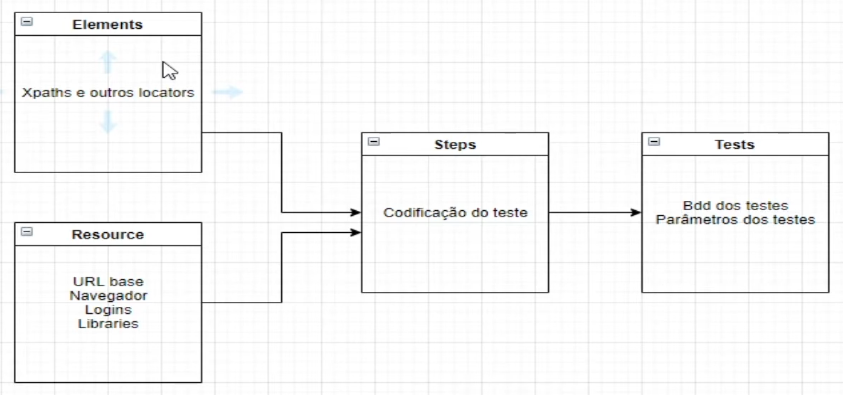 Elements
Xpaths e outros locators
Resource
URL base
Navegador
Logins
Libraries
Steps
Codificação do teste
Tests
Bdd dos testes
Parâmetros dos testes